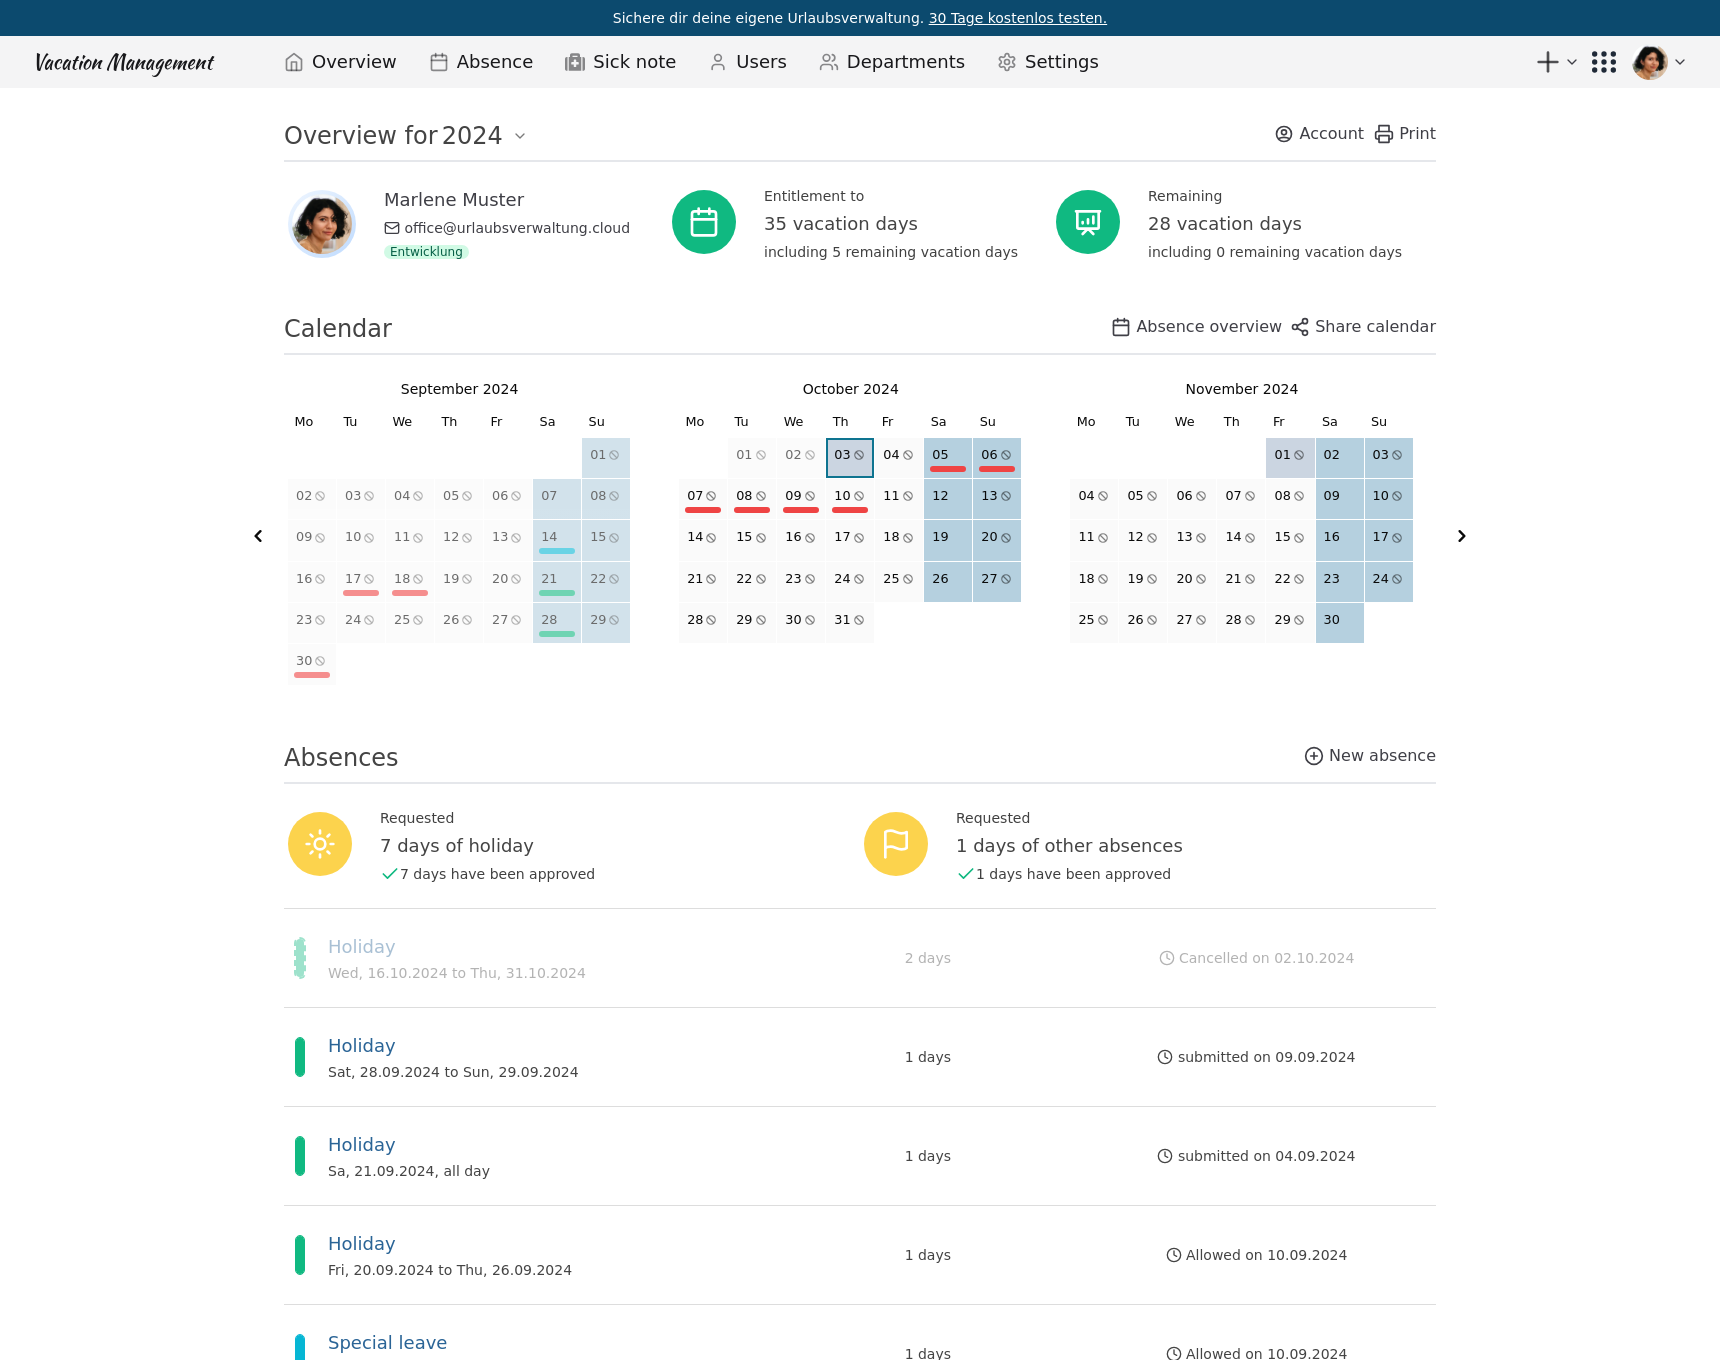 Sichere dir deine eigene Urlaubsverwaltung. 30 Tage kostenlos testen.
Vacation Management Overview Absence Sick note Users Departments Settings
Overview for 2024 Account Print
Marlene Muster
office@urlaubsverwaltung.cloud
Entwicklung
Entitlement to
35 vacation days
including 5 remaining vacation days
Remaining
28 vacation days
including 0 remaining vacation days
Calendar Absence overview Share calendar
September 2024
Mo Tu We Th Fr Sa Su
01
02 03 04 05 06 07 08
09 10 11 12 13 14 15
16 17 18 19 20 21 22
23 24 25 26 27 28 29
30
October 2024
Mo Tu We Th Fr Sa Su
01 02 03 04 05 06
07 08 09 10 11 12 13
14 15 16 17 18 19 20
21 22 23 24 25 26 27
28 29 30 31
November 2024
Mo Tu We Th Fr Sa Su
01 02 03
04 05 06 07 08 09 10
11 12 13 14 15 16 17
18 19 20 21 22 23 24
25 26 27 28 29 30
Absences New absence
Requested
7 days of holiday
7 days have been approved
Requested
1 days of other absences
1 days have been approved
Holiday
Wed, 16.10.2024 to Thu, 31.10.2024
2 days
Cancelled on 02.10.2024
Holiday
Sat, 28.09.2024 to Sun, 29.09.2024
1 days
submitted on 09.09.2024
Holiday
Sa, 21.09.2024, all day
1 days
submitted on 04.09.2024
Holiday
Fri, 20.09.2024 to Thu, 26.09.2024
1 days
Allowed on 10.09.2024
Special leave
1 days
Allowed on 10.09.2024